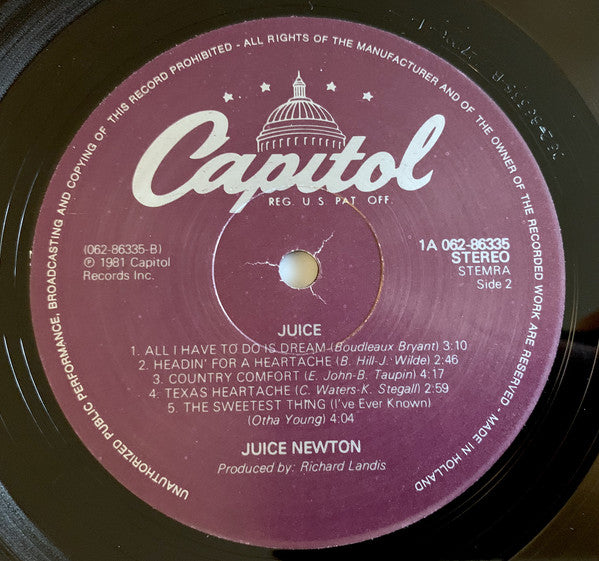 UNAUTHORIZED PUBLIC PERFORMANCE, BROADCASTING AND COPYING OF THIS RECORD PROHIBITED - ALL RIGHTS OF THE MANUFACTURER AND OF THE OWNER OF THE RECORDED WORK ARE RESERVED - MADE IN HOLLAND
Capitol
REG. U.S. PAT. OFF.
(062-86335-B)
℗ 1981 Capitol
Records Inc.
1A 062-86335
STEREO
STEMRA
Side 2
JUICE
1. ALL I HAVE TO DO IS DREAM (Boudleaux Bryant) 3:10
2. HEADIN' FOR A HEARTACHE (B. Hill-J. Wilde) 2:46
3. COUNTRY COMFORT (E. John-B. Taupin) 4:17
4. TEXAS HEARTACHE (C. Waters-K. Stegall) 2:59
5. THE SWEETEST THING (I've Ever Known)
(Otha Young) 4:04
JUICE NEWTON
Produced by: Richard Landis